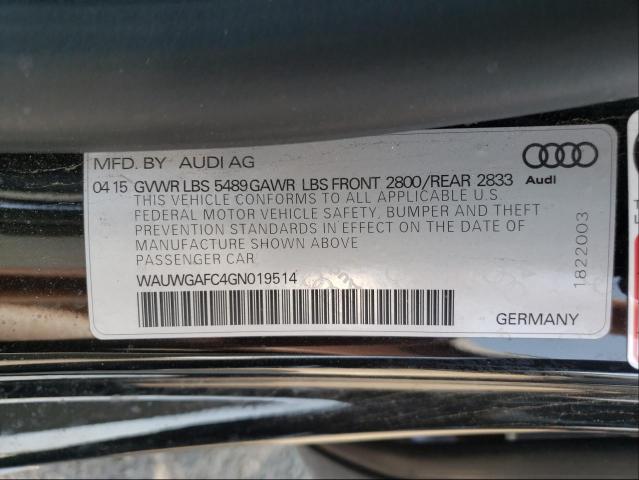 MFD. BY AUDI AG
Audi
04 15 GVWR LBS 5489 GAWR LBS FRONT 2800/REAR 2833
THIS VEHICLE CONFORMS TO ALL APPLICABLE U.S.
FEDERAL MOTOR VEHICLE SAFETY, BUMPER AND THEFT
PREVENTION STANDARDS IN EFFECT ON THE DATE OF
MANUFACTURE SHOWN ABOVE
PASSENGER CAR
WAUWGAFC4GN019514
1822003
GERMANY